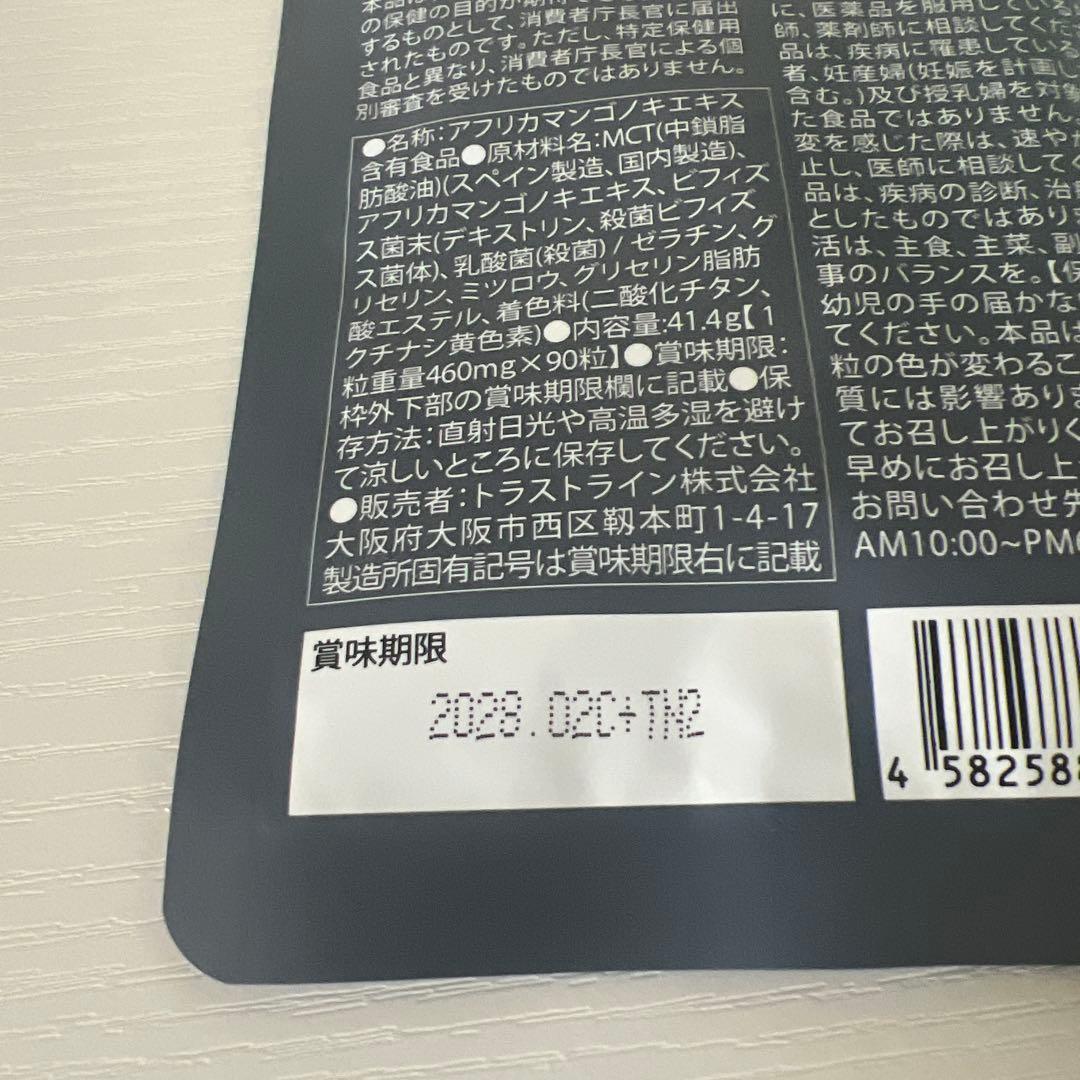 の保健の目的が期待でき
するものとして、消費者庁長官に届出
されたものです。ただし、特定保健用
食品と異なり、消費者庁長官による個
別審査を受けたものではありません。
●名称:アフリカマンゴノキエキス
含有食品●原材料名:MCT(中鎖脂
肪酸油)(スペイン製造、国内製造)、
アフリカマンゴノキエキス、ビフィズ
ス菌末(デキストリン、殺菌ビフィズ
ス菌体)、乳酸菌(殺菌) / ゼラチン、グ
リセリン、ミツロウ、グリセリン脂肪
酸エステル、着色料(二酸化チタン、
クチナシ黄色素)●内容量:41.4g【1
粒重量460mg×90粒】●賞味期限:
枠外下部の賞味期限欄に記載●保
存方法:直射日光や高温多湿を避け
て涼しいところに保存してください。
●販売者:トラストライン株式会社
大阪府大阪市西区靱本町1-4-17
製造所固有記号は賞味期限右に記載
に、医薬品を服用している
師、薬剤師に相談してくだ
品は、疾病に罹患している
者、妊産婦(妊娠を計画し
含む。)及び授乳婦を対象
た食品ではありません
変を感じた際は、速やか
止し、医師に相談してく
品は、疾病の診断、治
としたものではありま
活は、主食、主菜、副
事のバランスを。【保
幼児の手の届かな
てください。本品は
粒の色が変わるこ
質には影響ありま
てお召し上がりく
早めにお召し上
お問い合わせ先
AM10:00~PM
賞味期限
2028.02C+TW2
4 58258